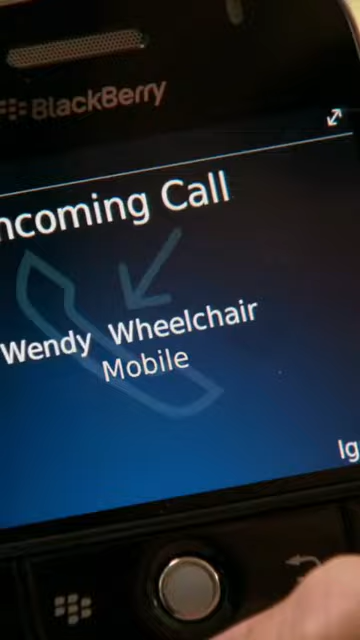 BlackBerry
ncoming Call
Wendy Wheelchair
Mobile
Ig